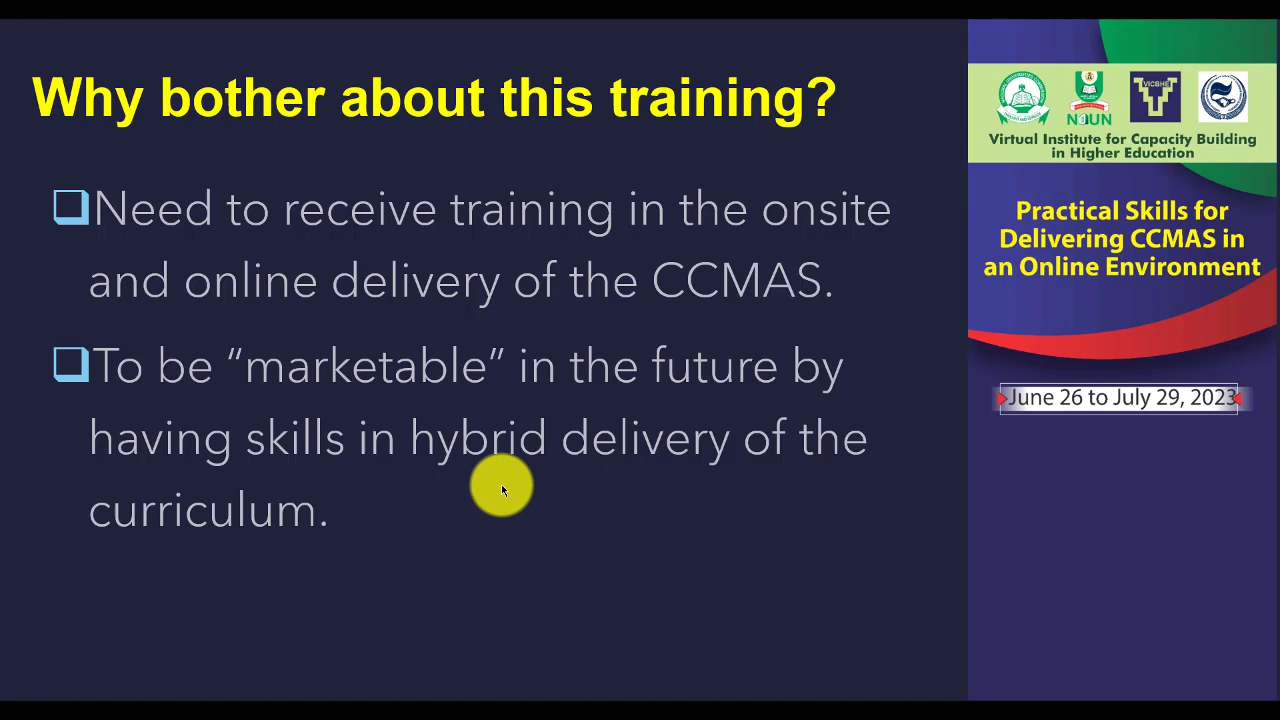 Why bother about this training?
Need to receive training in the onsite
and online delivery of the CCMAS.
To be “marketable” in the future by
having skills in hybrid delivery of the
curriculum.
NOUN
VICBHE
Virtual Institute for Capacity Building
in Higher Education
Practical Skills for
Delivering CCMAS in
an Online Environment
June 26 to July 29, 2023